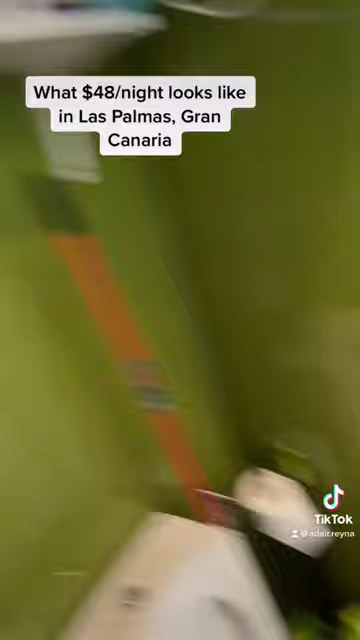 What $48/night looks like
in Las Palmas, Gran
Canaria
TikTok
@adair.reyna